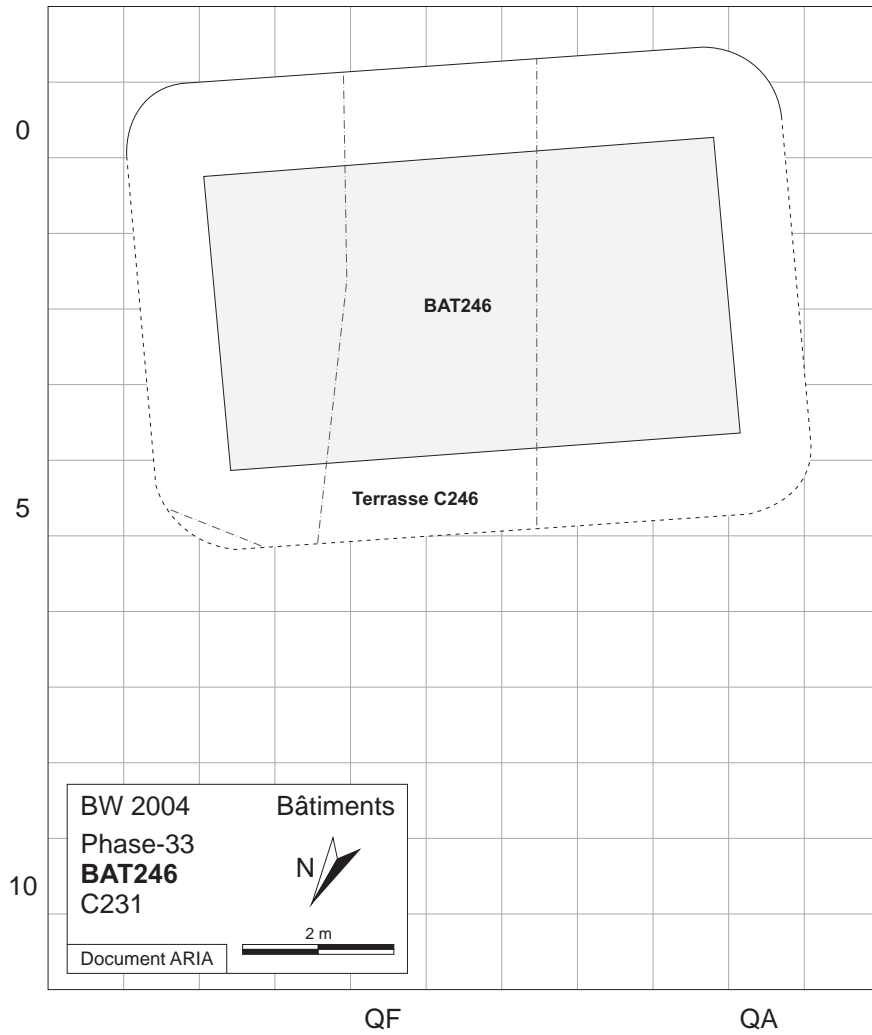 0
BAT246
5
Terrasse C246
BW 2004 Bâtiments
Phase-33
BAT246
N
C231
10
2 m
Document ARIA
QF QA